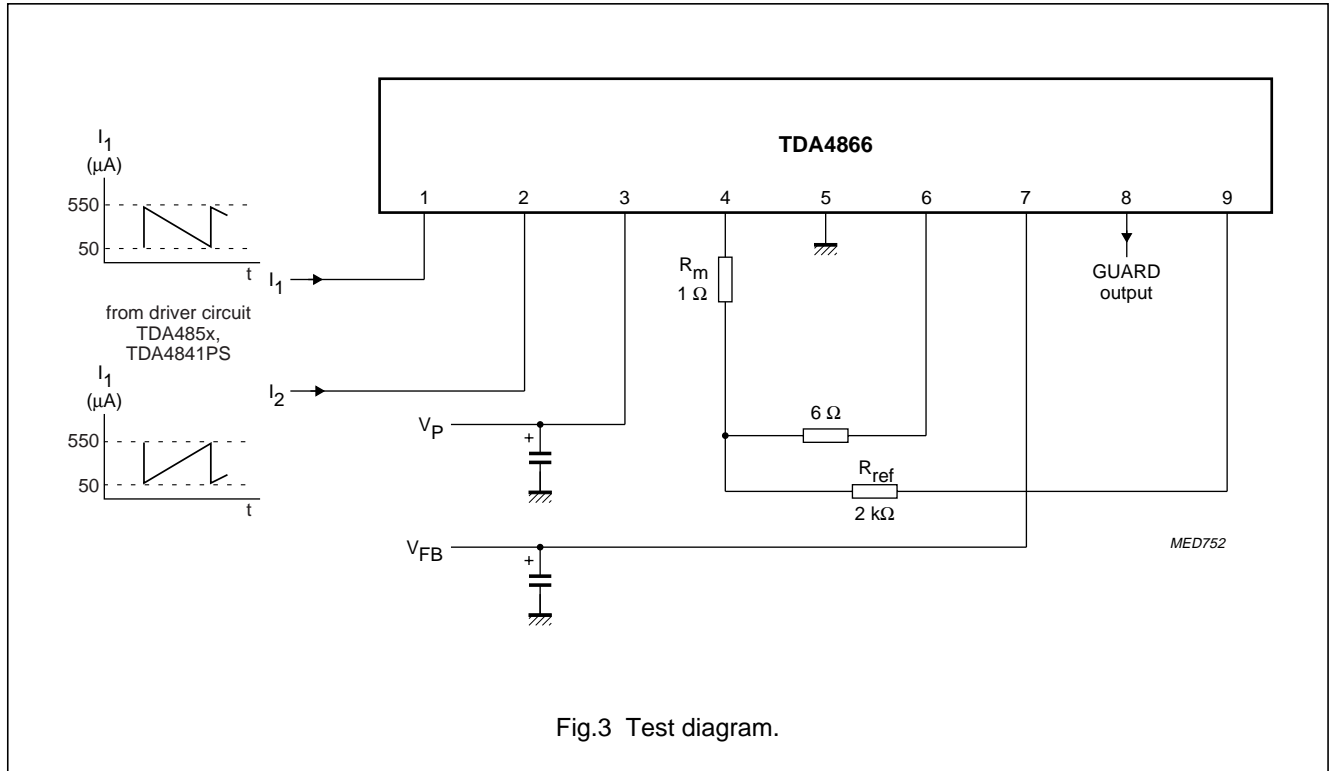 TDA4866
1 2 3 4 5 6 7 8 9
I1
(µA)
550
50
t
I1
from driver circuit
TDA485x,
TDA4841PS
I1
(µA)
550
50
t
I2
Rm
1 Ω
GUARD
output
VP
+
6 Ω
Rref
2 kΩ
VFB
+
MED752
Fig.3 Test diagram.